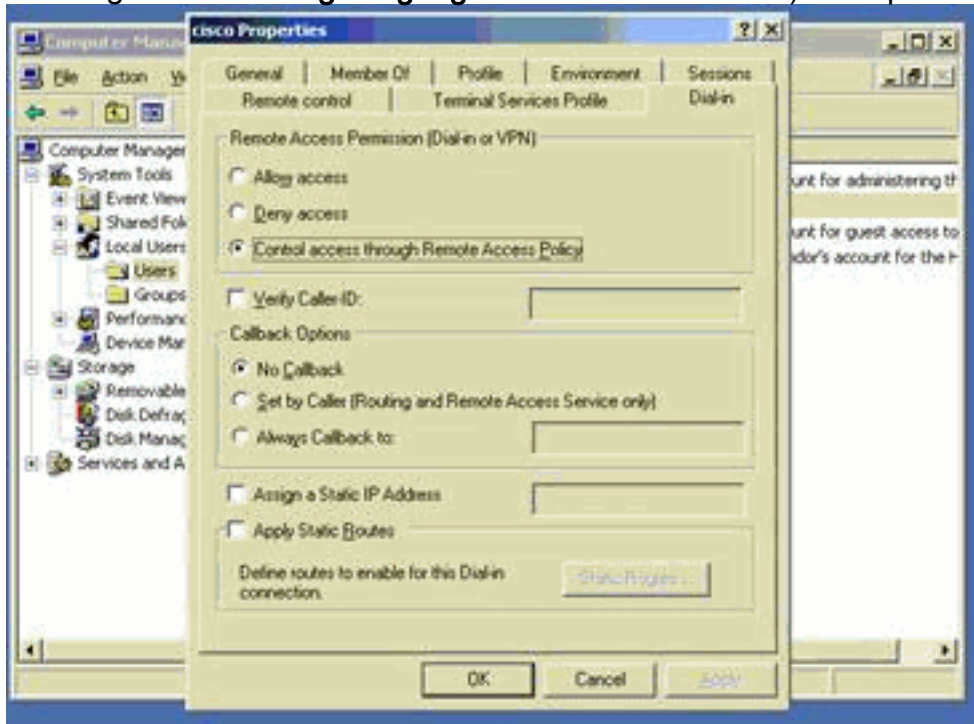 cisco Properties
Computer Mana
File Action
General Member Of Profile Environment Sessions
Remote control Terminal Services Profile Dial-in
Remote Access Permission (Dial-in or VPN)
Allow access
Deny access
Control access through Remote Access Policy
Verify Caller-ID:
Callback Options
No Callback
Set by Caller (Routing and Remote Access Service only)
Always Callback to:
Assign a Static IP Address
Apply Static Routes
Define routes to enable for this Dial-in
connection.
Static Routes ...
OK Cancel Apply
Computer Manager
System Tools
Event View
Shared Fol
Local Users
Users
Groups
Performanc
Device Mar
Storage
Removable
Disk Defrag
Disk Manag
Services and A
unt for administering th
unt for guest access to
dor's account for the H